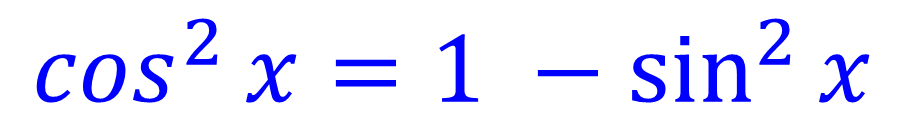 cos² x = 1 − sin² x